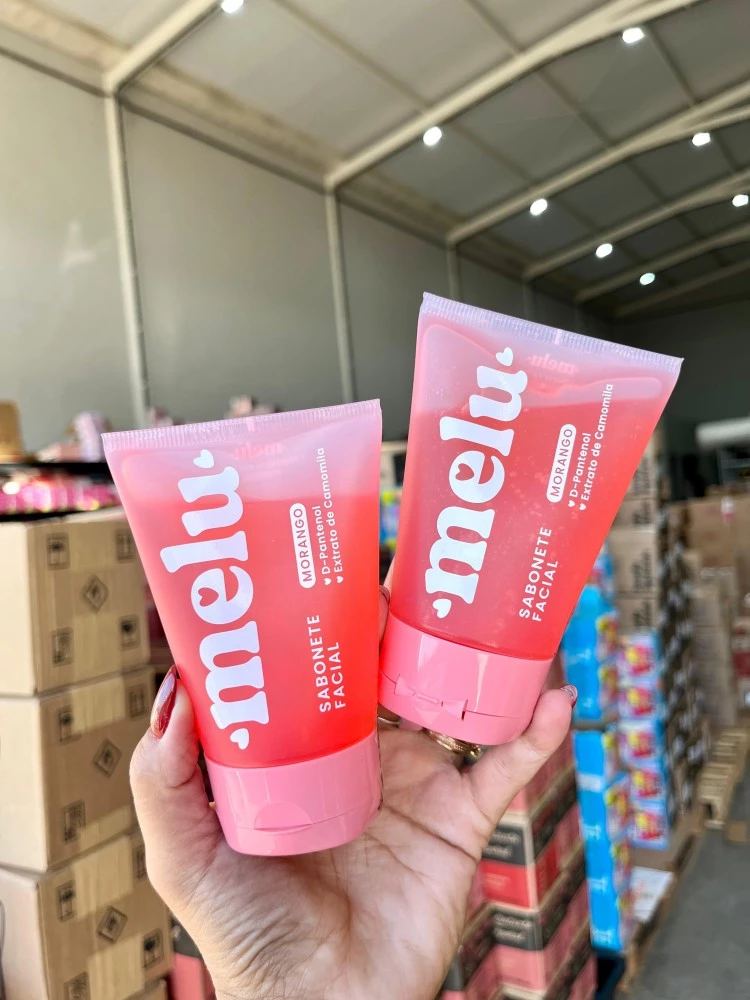 melu
MORANGO
D-Pantenol
Extrato de Camomila
SABONETE
FACIAL
melu
MORANGO
D-Pantenol
Extrato de Camomila
SABONETE
FACIAL